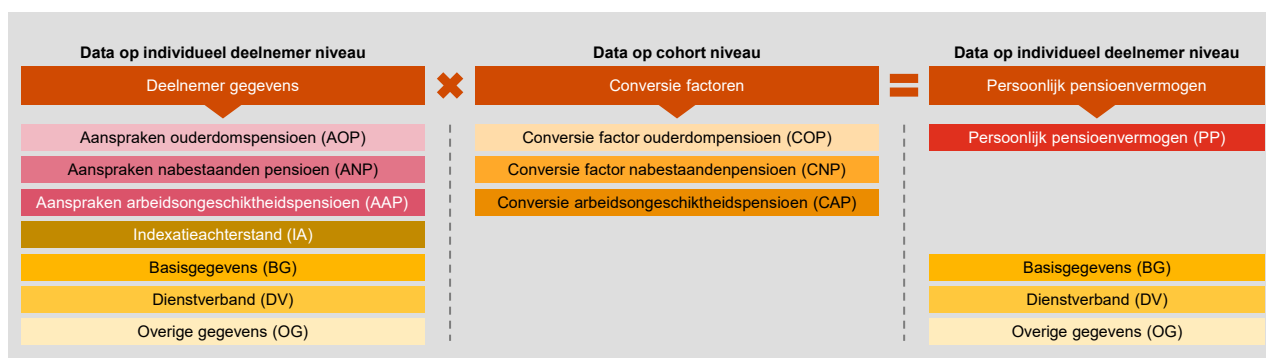 Data op individueel deelnemer niveau
Data op cohort niveau
Data op individueel deelnemer niveau
Deelnemer gegevens
Conversie factoren
Persoonlijk pensioenvermogen
Aanspraken ouderdomspensioen (AOP)
Conversie factor ouderdompensioen (COP)
Persoonlijk pensioenvermogen (PP)
Aanspraken nabestaanden pensioen (ANP)
Conversie factor nabestaandenpensioen (CNP)
Aanspraken arbeidsongeschiktheidspensioen (AAP)
Conversie arbeidsongeschiktheidspensioen (CAP)
Indexatieachterstand (IA)
Basisgegevens (BG)
Basisgegevens (BG)
Dienstverband (DV)
Dienstverband (DV)
Overige gegevens (OG)
Overige gegevens (OG)